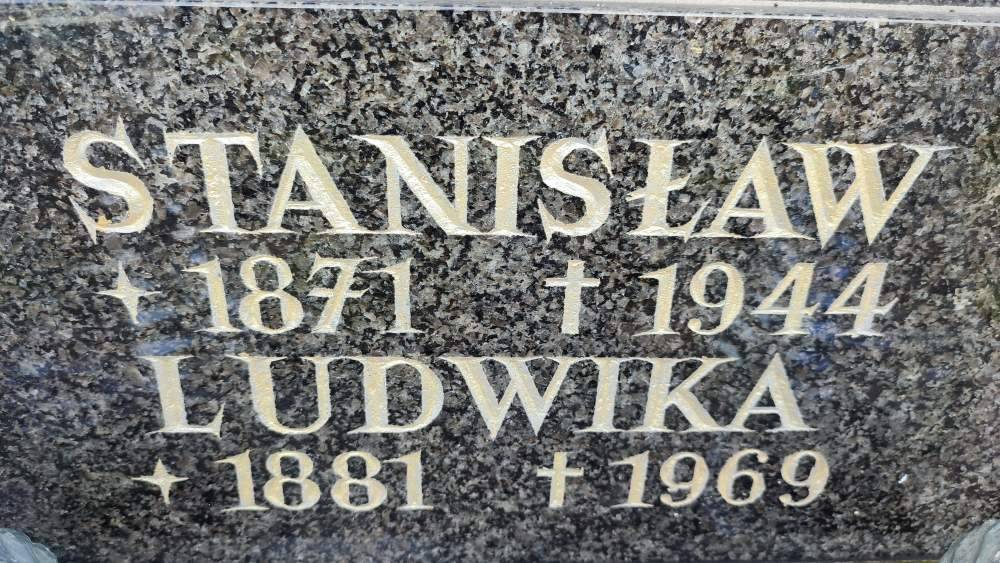 STANISŁAW
✦ 1871 ✝ 1944
LUDWIKA
✦ 1881 ✝ 1969